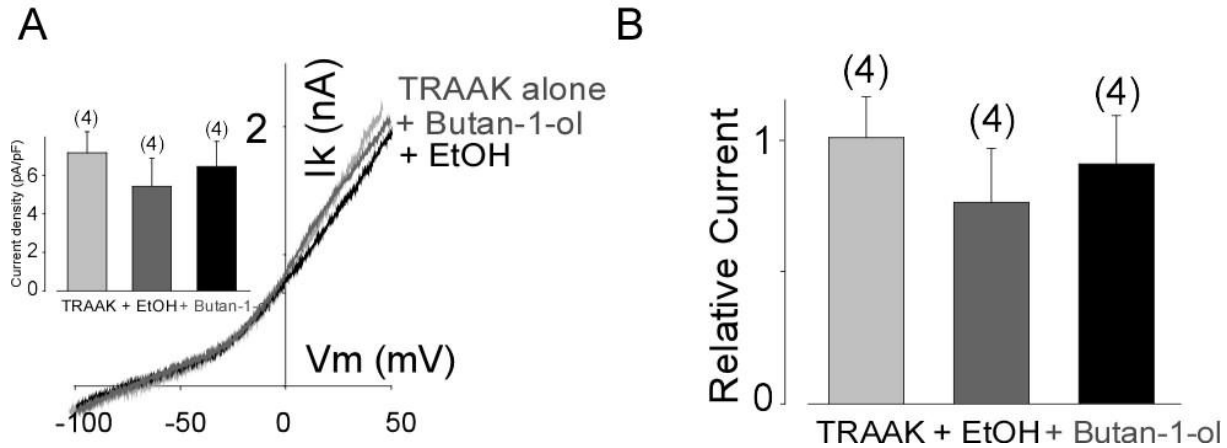 A
(4)
(4)
(4)
Current density (pA/pF)
6
4
2
0
TRAAK + EtOH + Butan-1-o
Ik (nA)
2
TRAAK alone
+ Butan-1-ol
+ EtOH
Vm (mV)
-100
-50
0
50
B
(4)
(4)
(4)
Relative Current
1
0
TRAAK + EtOH + Butan-1-ol